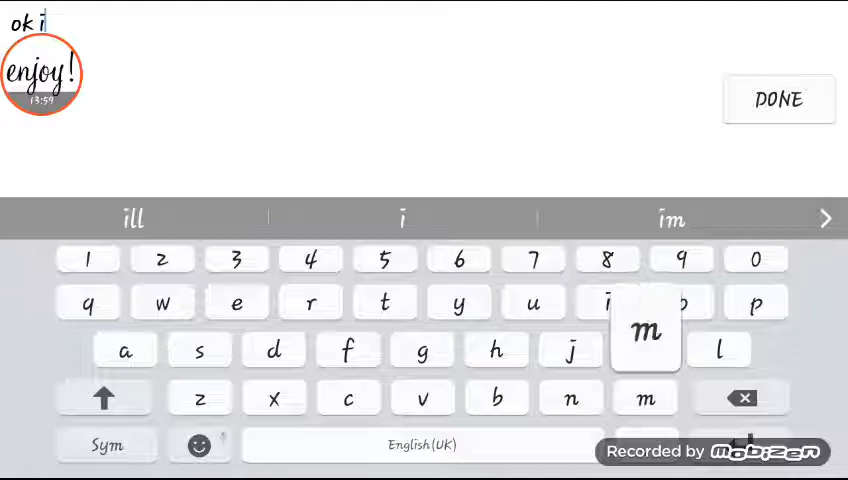 ok i
enjoy!
13:59
DONE
ill i im
1 2 3 4 5 6 7 8 9 0
q w e r t y u i p
m
a s d f g h j l
z x c v b n m
Sym English(UK)
Recorded by mobizen